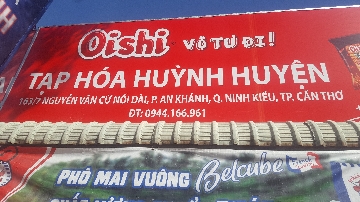 Oishi VÔ TƯ ĐI!
TẠP HÓA HUỲNH HUYỆN
163/7 NGUYỄN VĂN CỪ NỐI DÀI, P. AN KHÁNH, Q. NINH KIỀU, TP. CẦN THƠ
ĐT: 0944.166.961
PHÔ MAI VUÔNG Belcube